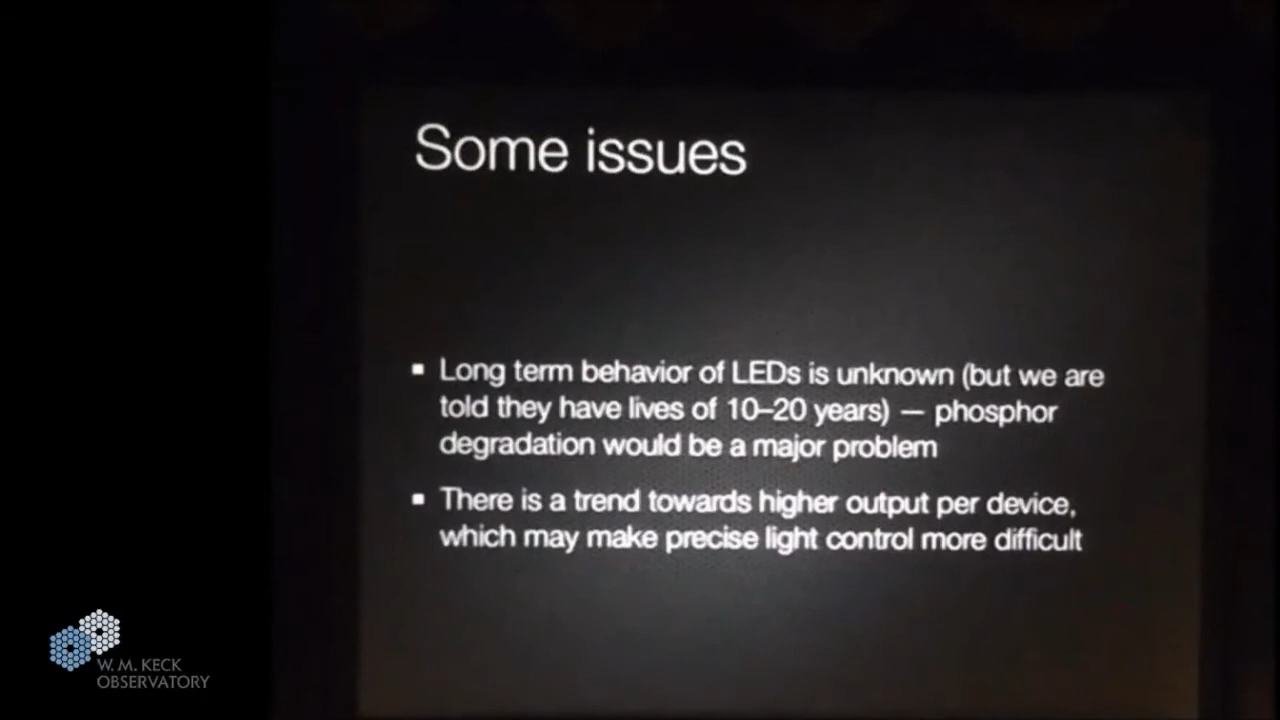 Some issues
▪ Long term behavior of LEDs is unknown (but we are
told they have lives of 10–20 years) — phosphor
degradation would be a major problem
▪ There is a trend towards higher output per device,
which may make precise light control more difficult
W. M. KECK
OBSERVATORY